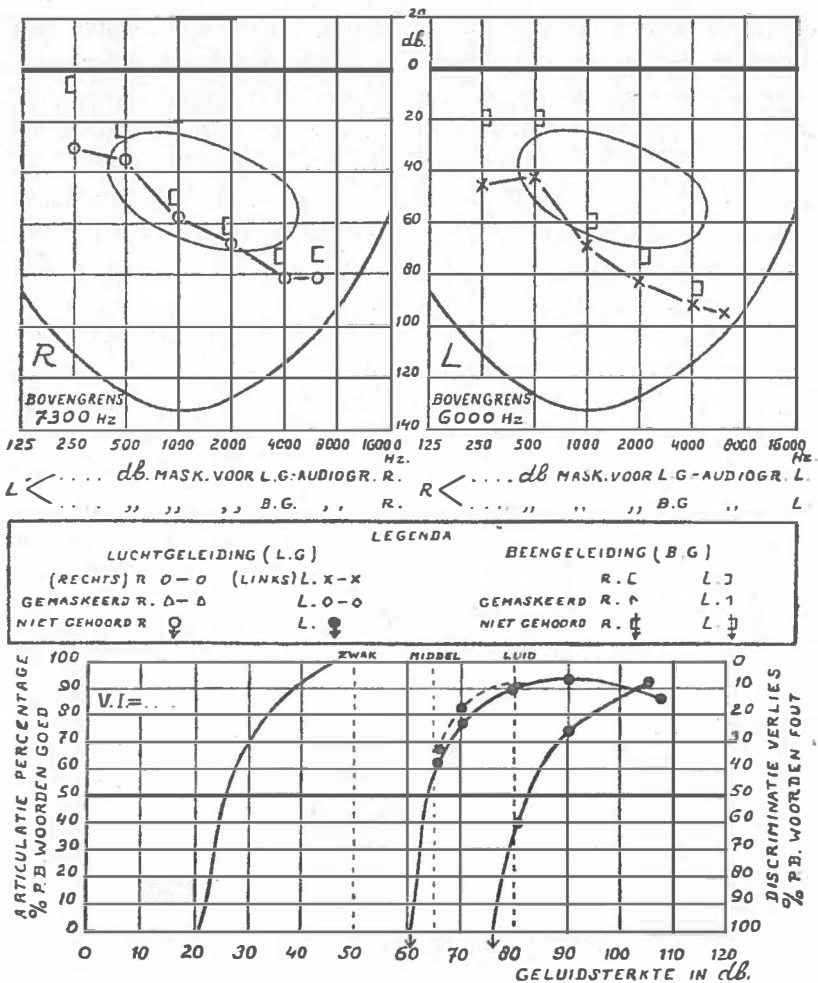 20
db.
0
20
40
60
80
100
120
140
R
BOVENGRENS
7300 Hz
L
BOVENGRENS
6000 Hz
125 250 500 1000 2000 4000 8000 16000
Hz.
125 250 500 1000 2000 4000 8000 16000
Hz.
L < .... db. MASK. VOOR L.G.-AUDIOGR. R.
.... ,, ,, ,, B.G. ,, R.
R < .... db MASK. VOOR L.G.-AUDIOGR. L.
.... ,, ,, ,, B.G ,, L
LEGENDA
LUCHTGELEIDING (L.G) BEENGELEIDING (B.G)
(RECHTS) R o-o (LINKS) L. x-x R. [ L. ]
GEMASKEERD R. Δ-Δ L. ◇-◇ GEMASKEERD R. L.
NIET GEHOORD R L. NIET GEHOORD R. L.
ZWAK MIDDEL LUID
V.I=....
ARTICULATIE PERCENTAGE
% P.B. WOORDEN GOED
100
90
80
70
60
50
40
30
20
10
0
0
10
20
30
40
50
60
70
80
90
100
DISCRIMINATIE VERLIES
% P.B. WOORDEN FOUT
0 10 20 30 40 50 60 70 80 90 100 110
GELUIDSTERKTE IN db.